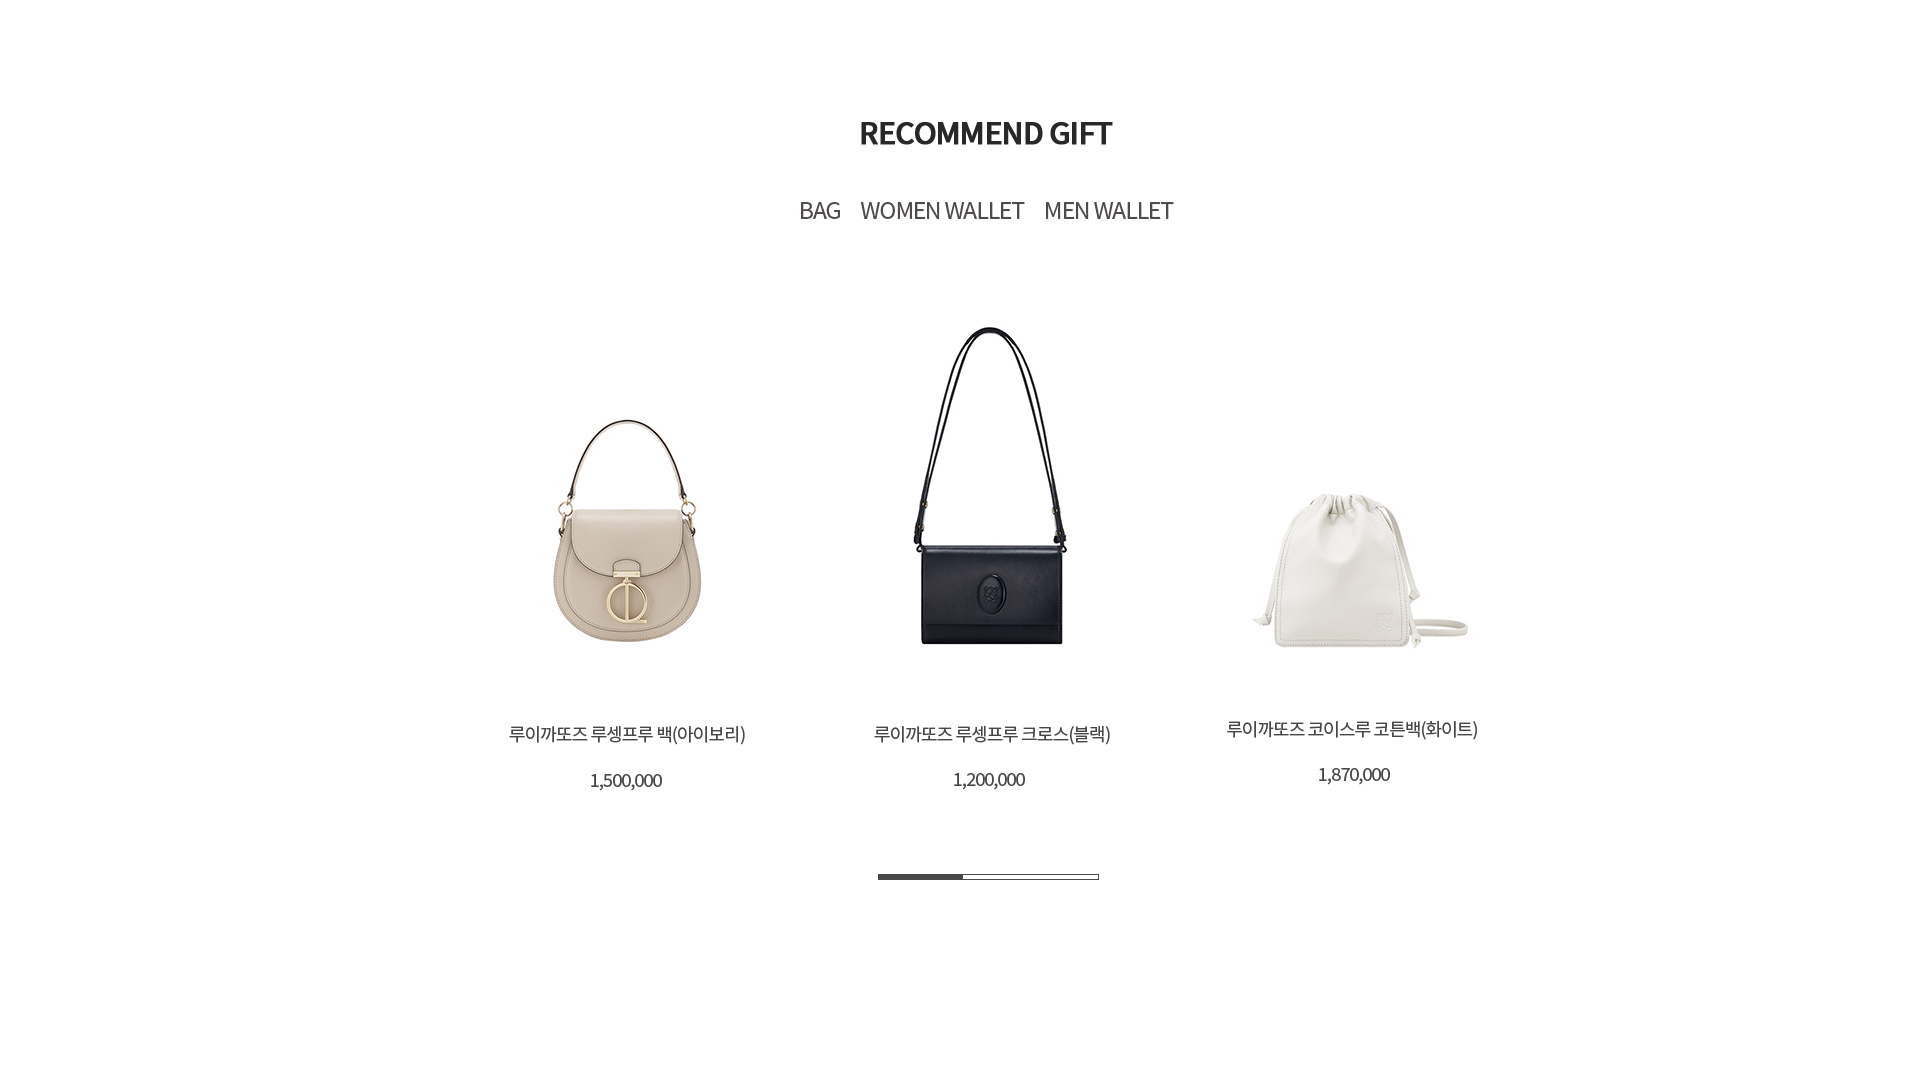 RECOMMEND GIFT
BAG WOMEN WALLET MEN WALLET
루이까또즈 루셍프루 백(아이보리)
1,500,000
루이까또즈 루셍프루 크로스(블랙)
1,200,000
루이까또즈 코이스루 코튼백(화이트)
1,870,000